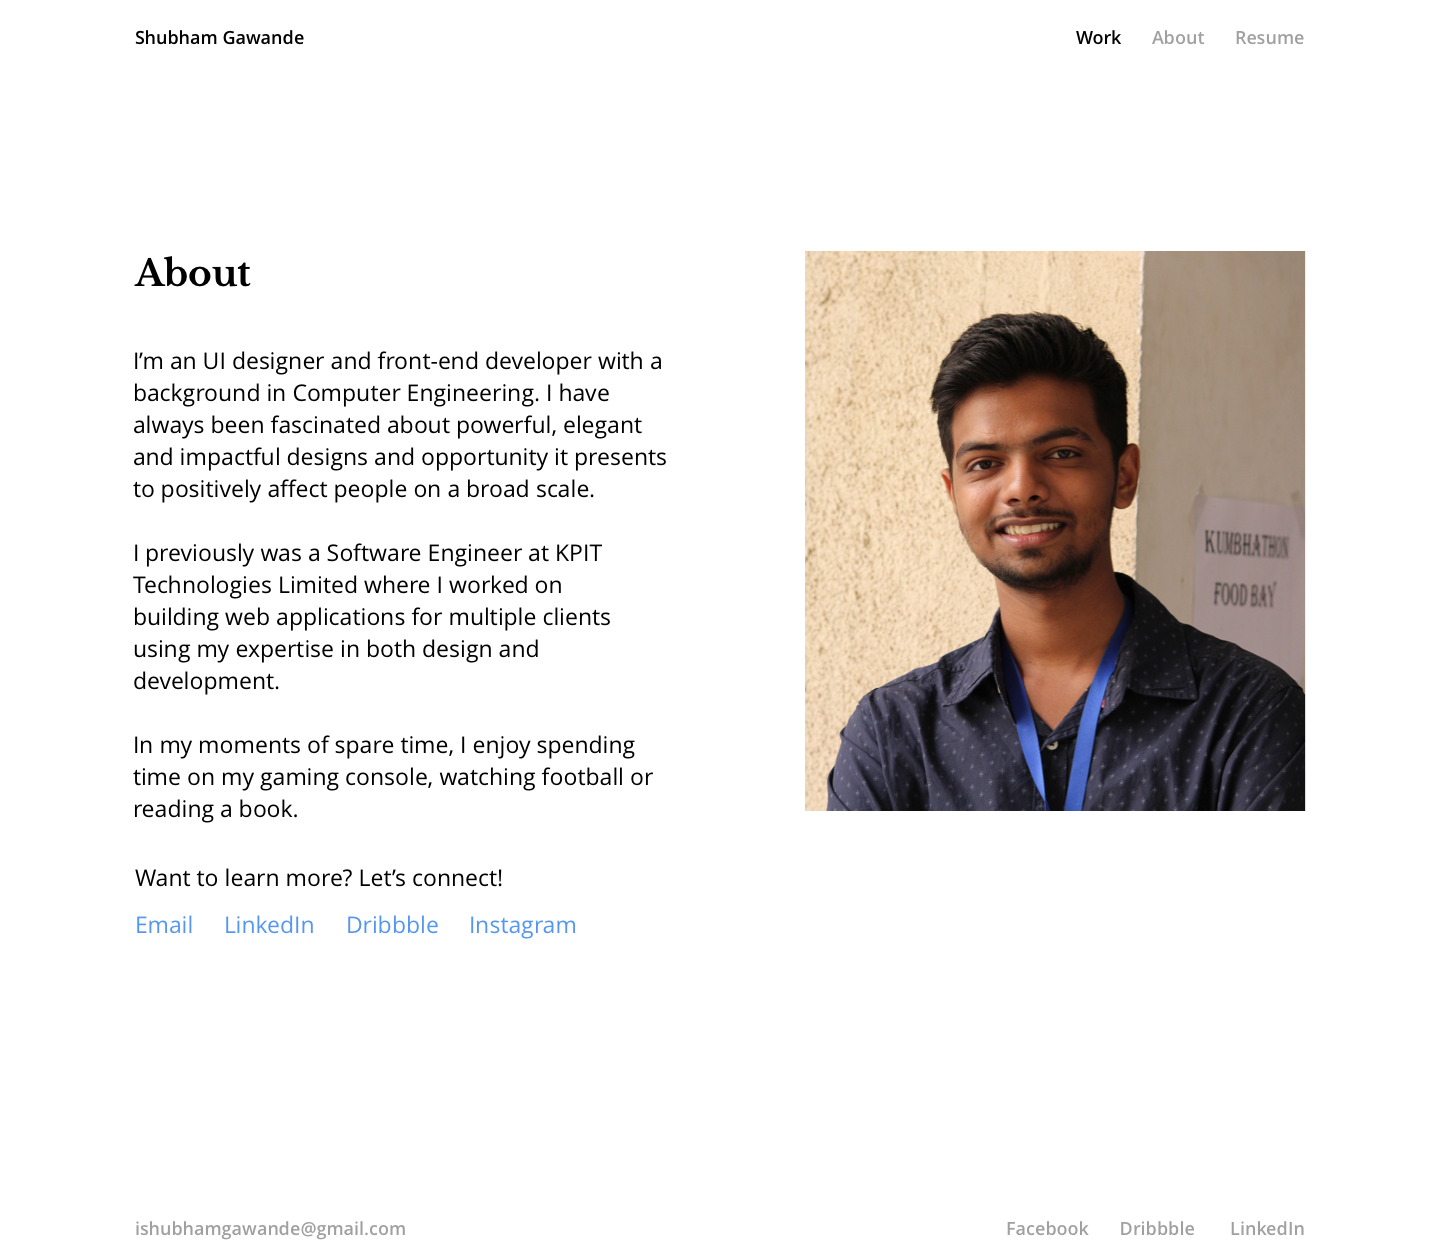 Shubham Gawande
Work About Resume
About
I’m an UI designer and front-end developer with a
background in Computer Engineering. I have
always been fascinated about powerful, elegant
and impactful designs and opportunity it presents
to positively affect people on a broad scale.
I previously was a Software Engineer at KPIT
Technologies Limited where I worked on
building web applications for multiple clients
using my expertise in both design and
development.
In my moments of spare time, I enjoy spending
time on my gaming console, watching football or
reading a book.
Want to learn more? Let’s connect!
Email LinkedIn Dribbble Instagram
KUMBHATHON
FOOD BAY
ishubhamgawande@gmail.com
Facebook Dribbble LinkedIn